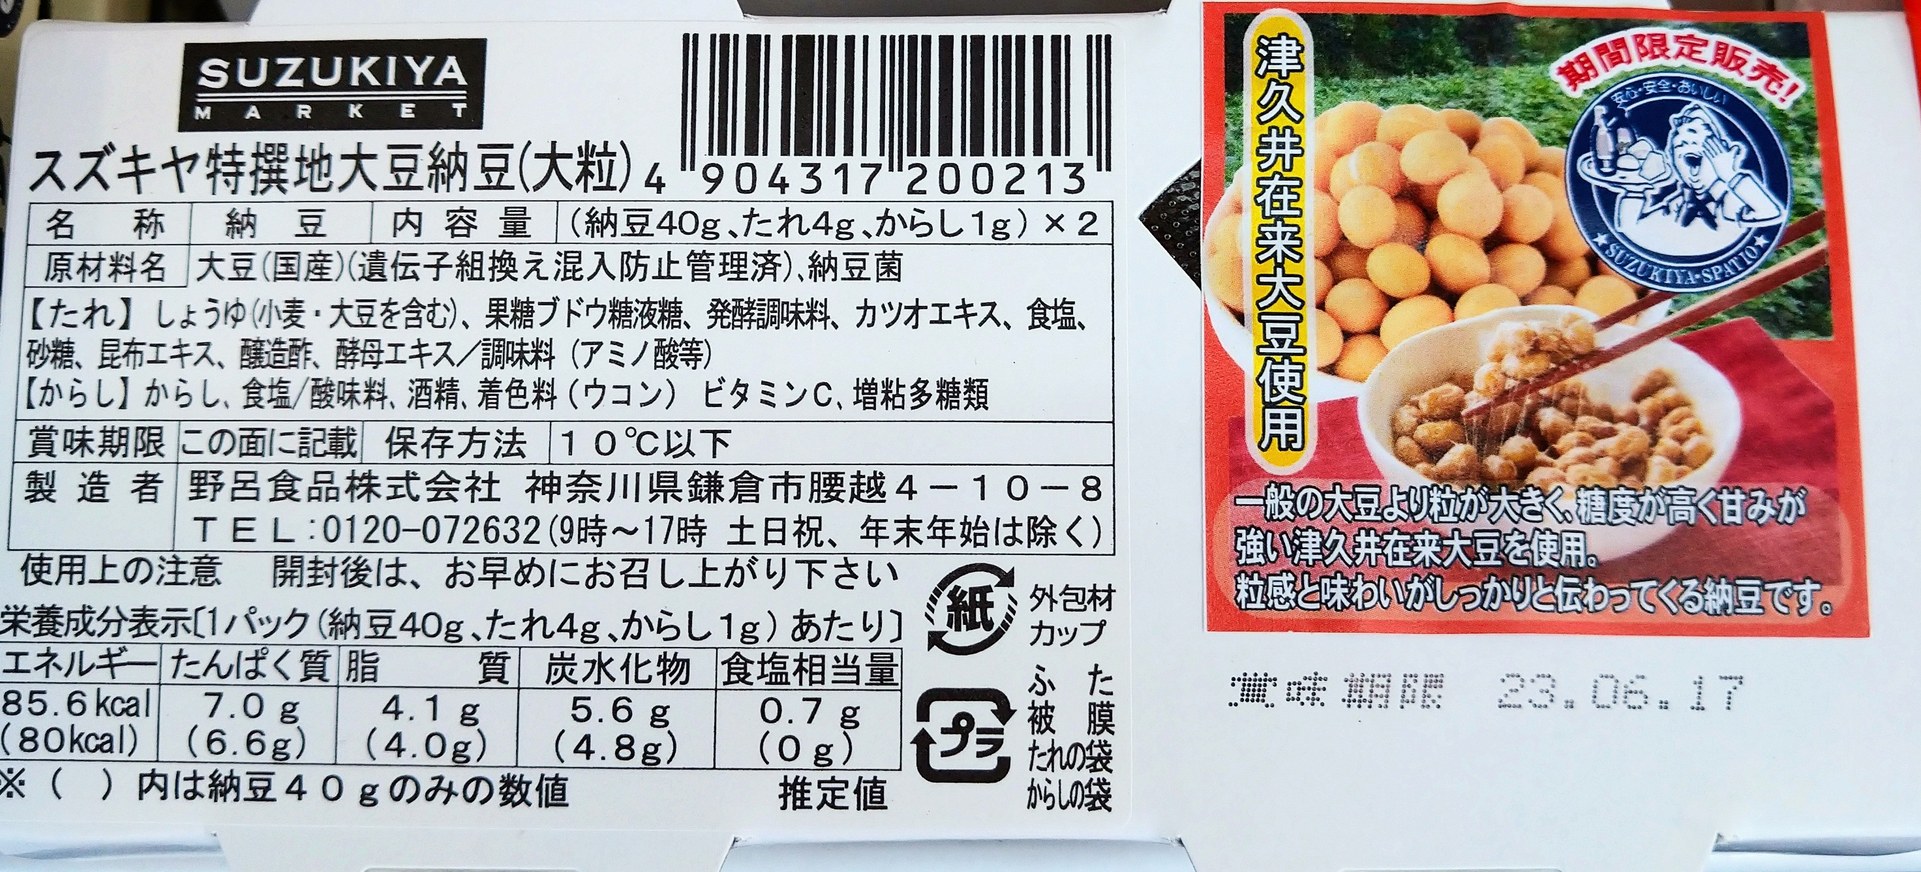 SUZUKIYA
MARKET
スズキヤ特撰地大豆納豆(大粒)
4 904317 200213
名称 納豆 内容量 (納豆40g、たれ4g、からし1g)×2
原材料名 大豆(国産)(遺伝子組換え混入防止管理済)、納豆菌
【たれ】しょうゆ(小麦・大豆を含む)、果糖ブドウ糖液糖、発酵調味料、カツオエキス、食塩、
砂糖、昆布エキス、醸造酢、酵母エキス/調味料(アミノ酸等)
【からし】からし、食塩/酸味料、酒精、着色料(ウコン) ビタミンC、増粘多糖類
賞味期限 この面に記載 保存方法 10℃以下
製造者 野呂食品株式会社 神奈川県鎌倉市腰越4-10-8
TEL:0120-072632(9時〜17時 土日祝、年末年始は除く)
使用上の注意 開封後は、お早めにお召し上がり下さい
栄養成分表示〔1パック(納豆40g、たれ4g、からし1g)あたり〕
エネルギー たんぱく質 脂質 炭水化物 食塩相当量
85.6kcal 7.0g 4.1g 5.6g 0.7g
(80kcal) (6.6g) (4.0g) (4.8g) (0g)
※( )内は納豆40gのみの数値 推定値
紙
外包材
カップ
プラ
ふた
被膜
たれの袋
からしの袋
津久井在来大豆使用
期間限定販売!
安心・安全・おいしい
★SUZUKIYA・SPATIO★
一般の大豆より粒が大きく、糖度が高く甘みが
強い津久井在来大豆を使用。
粒感と味わいがしっかりと伝わってくる納豆です。
賞味期限 23.06.17